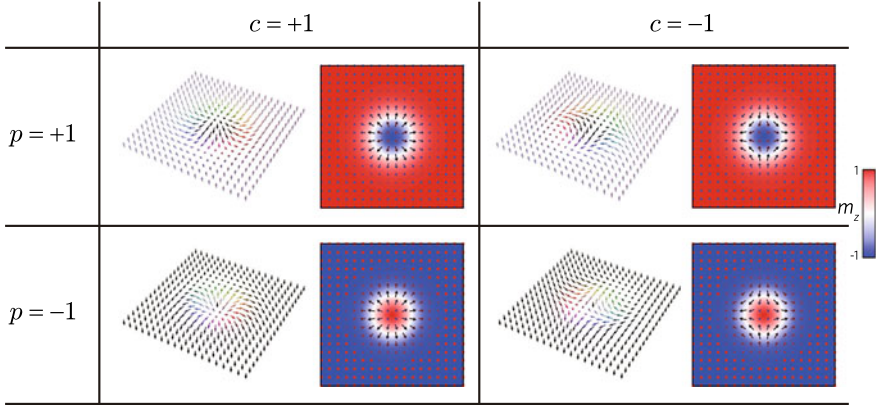 c = +1
c = −1
p = +1
1
m_z
-1
p = −1